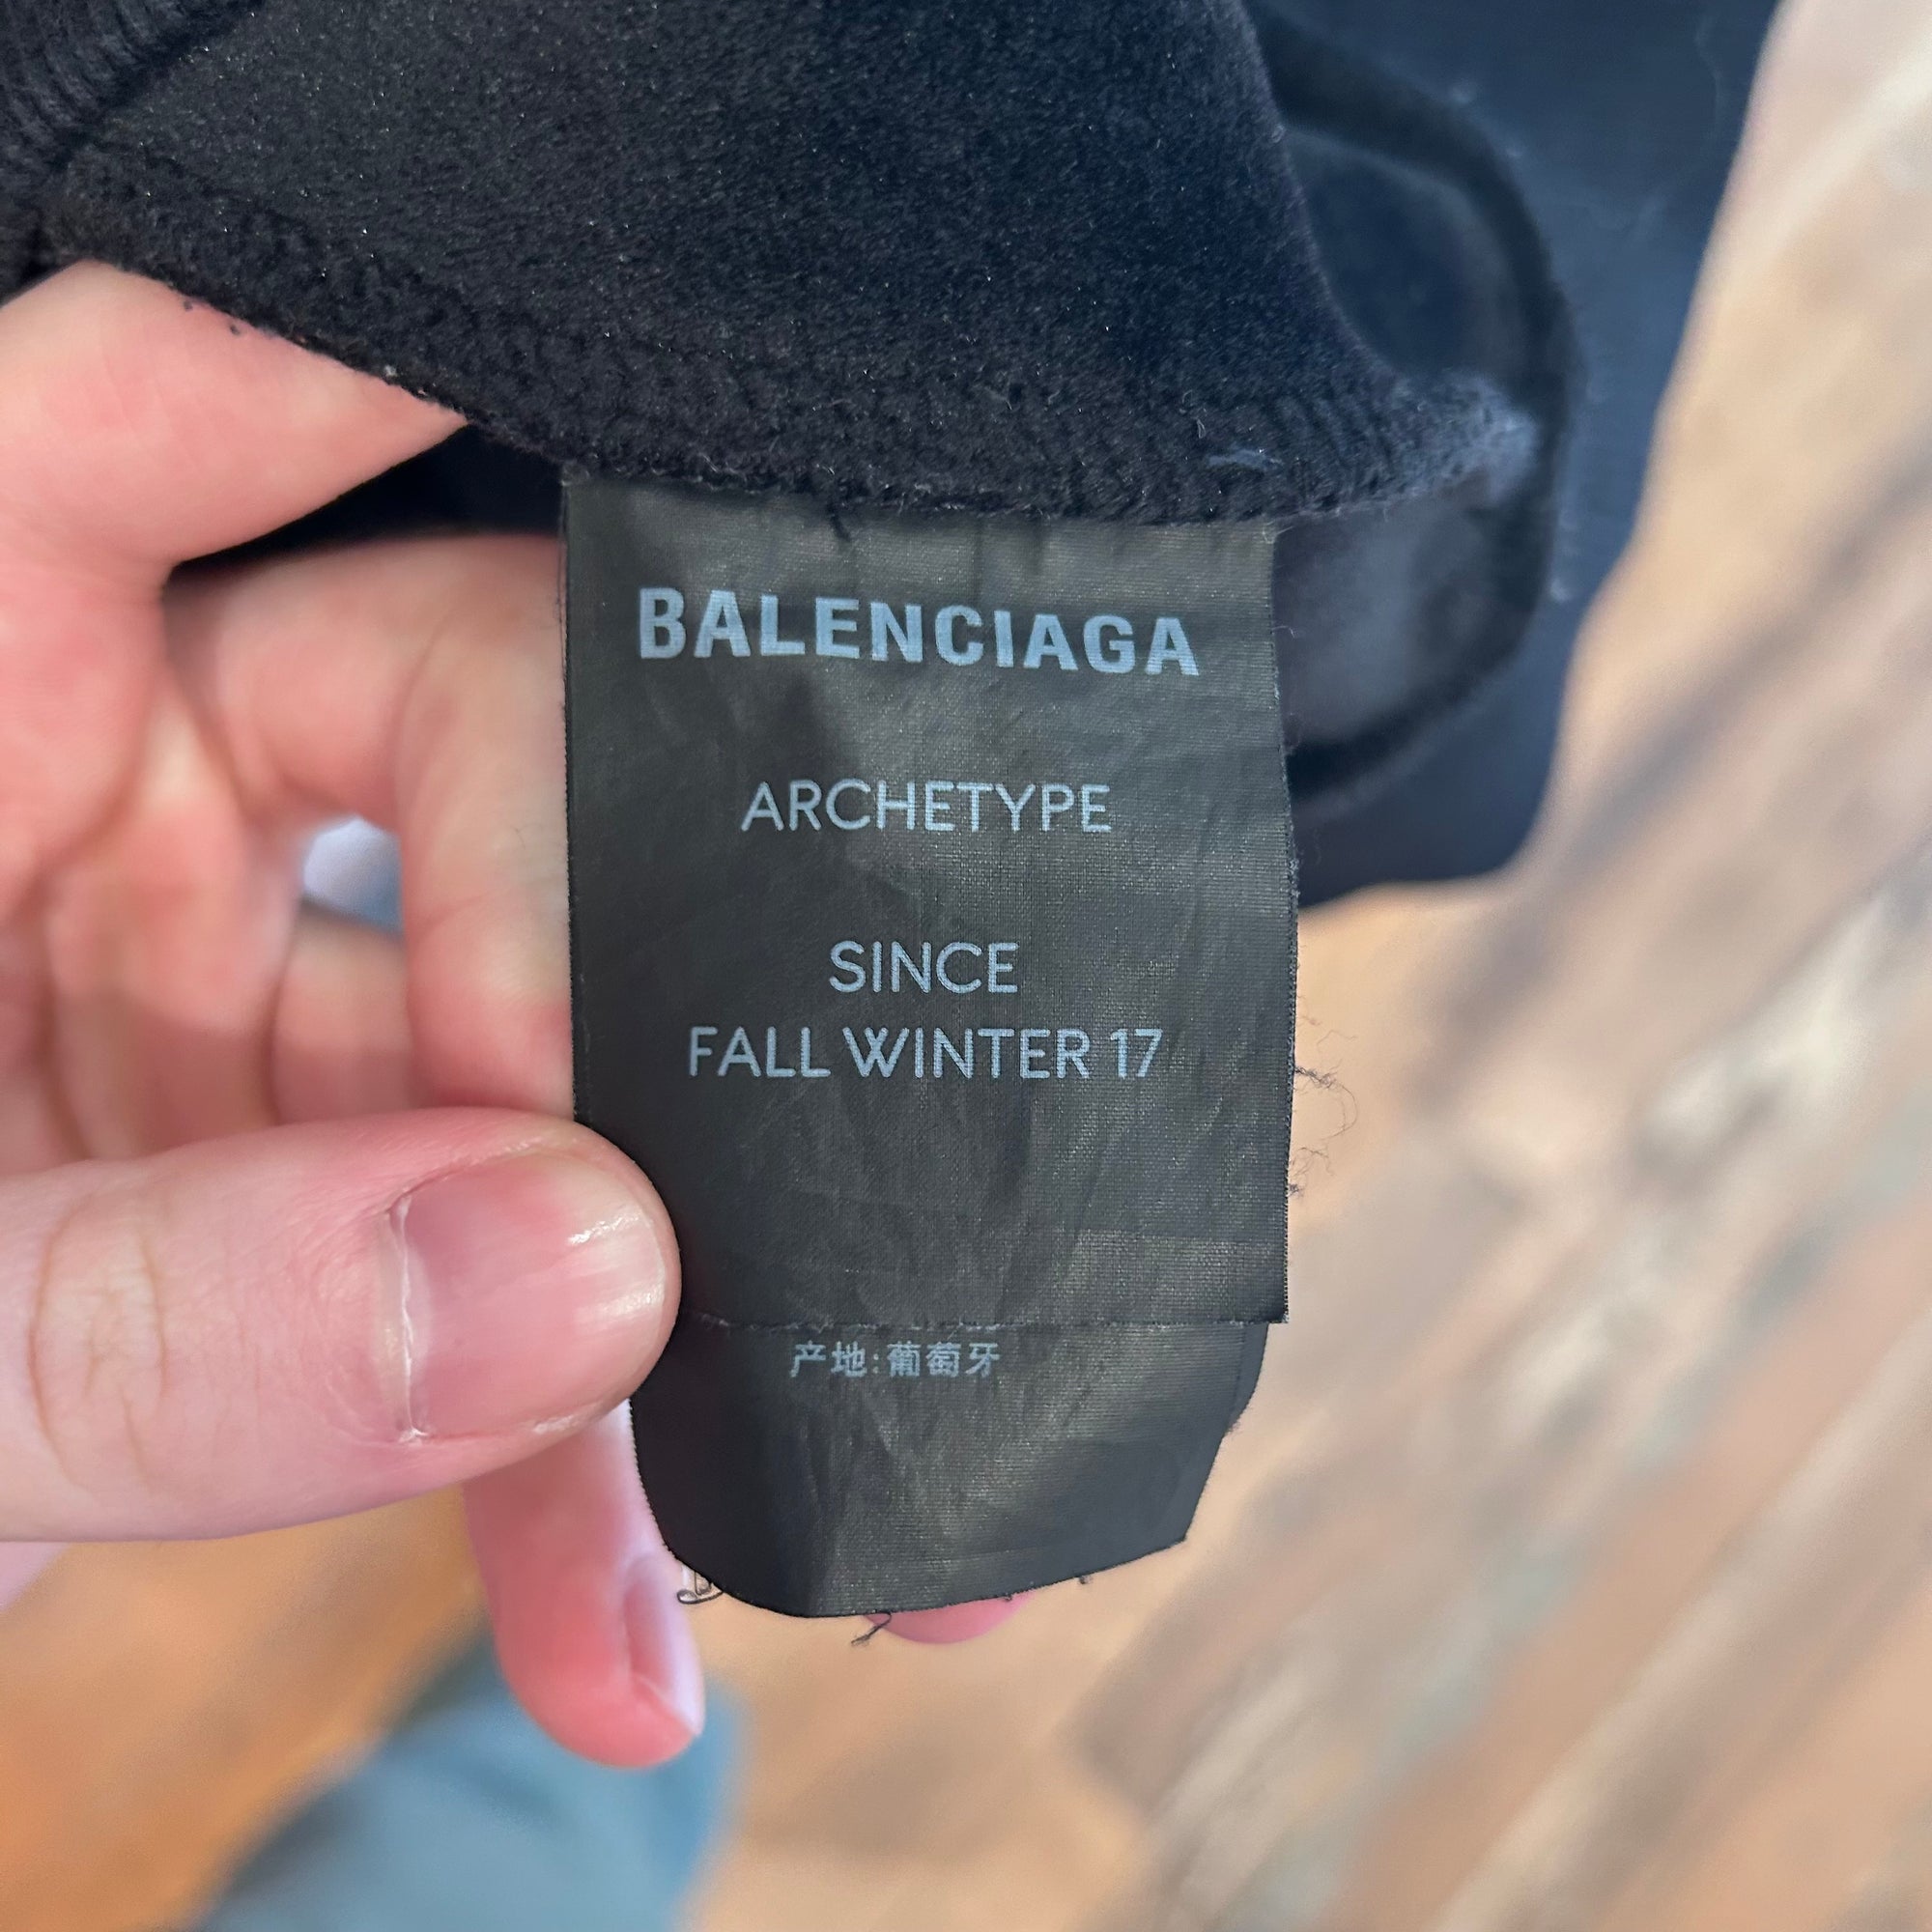 BALENCIAGA
ARCHETYPE
SINCE
FALL WINTER 17
产地:葡萄牙